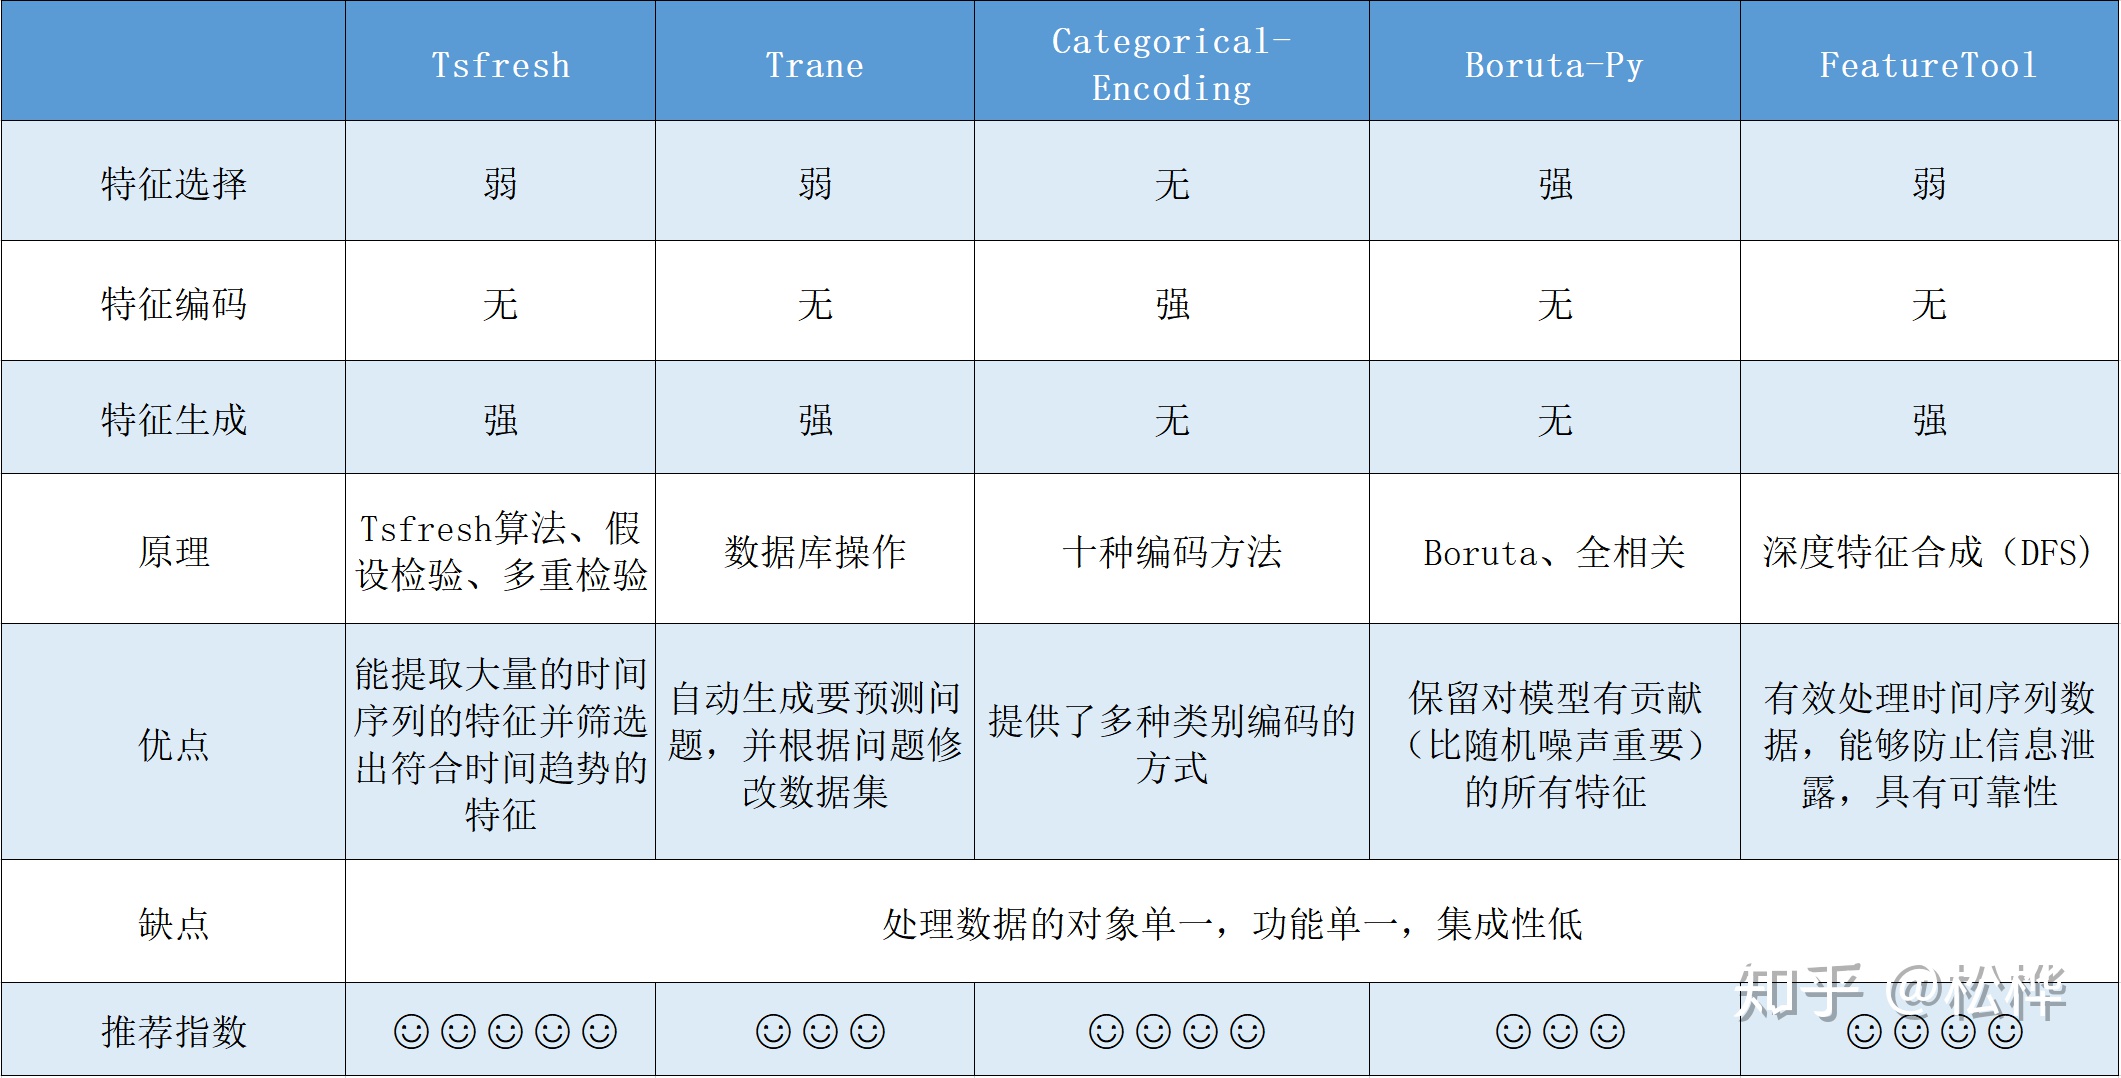 Tsfresh
Trane
Categorical-
Encoding
Boruta-Py
FeatureTool
特征选择
弱
弱
无
强
弱
特征编码
无
无
强
无
无
特征生成
强
强
无
无
强
原理
Tsfresh算法、假
设检验、多重检验
数据库操作
十种编码方法
Boruta、全相关
深度特征合成（DFS）
优点
能提取大量的时间
序列的特征并筛选
出符合时间趋势的
特征
自动生成要预测问
题，并根据问题修
改数据集
提供了多种类别编码的
方式
保留对模型有贡献
（比随机噪声重要）
的所有特征
有效处理时间序列数
据，能够防止信息泄
露，具有可靠性
缺点
处理数据的对象单一，功能单一，集成性低
推荐指数
☺☺☺☺☺
☺☺☺
☺☺☺☺
☺☺☺
☺☺☺☺
知乎 @松桦